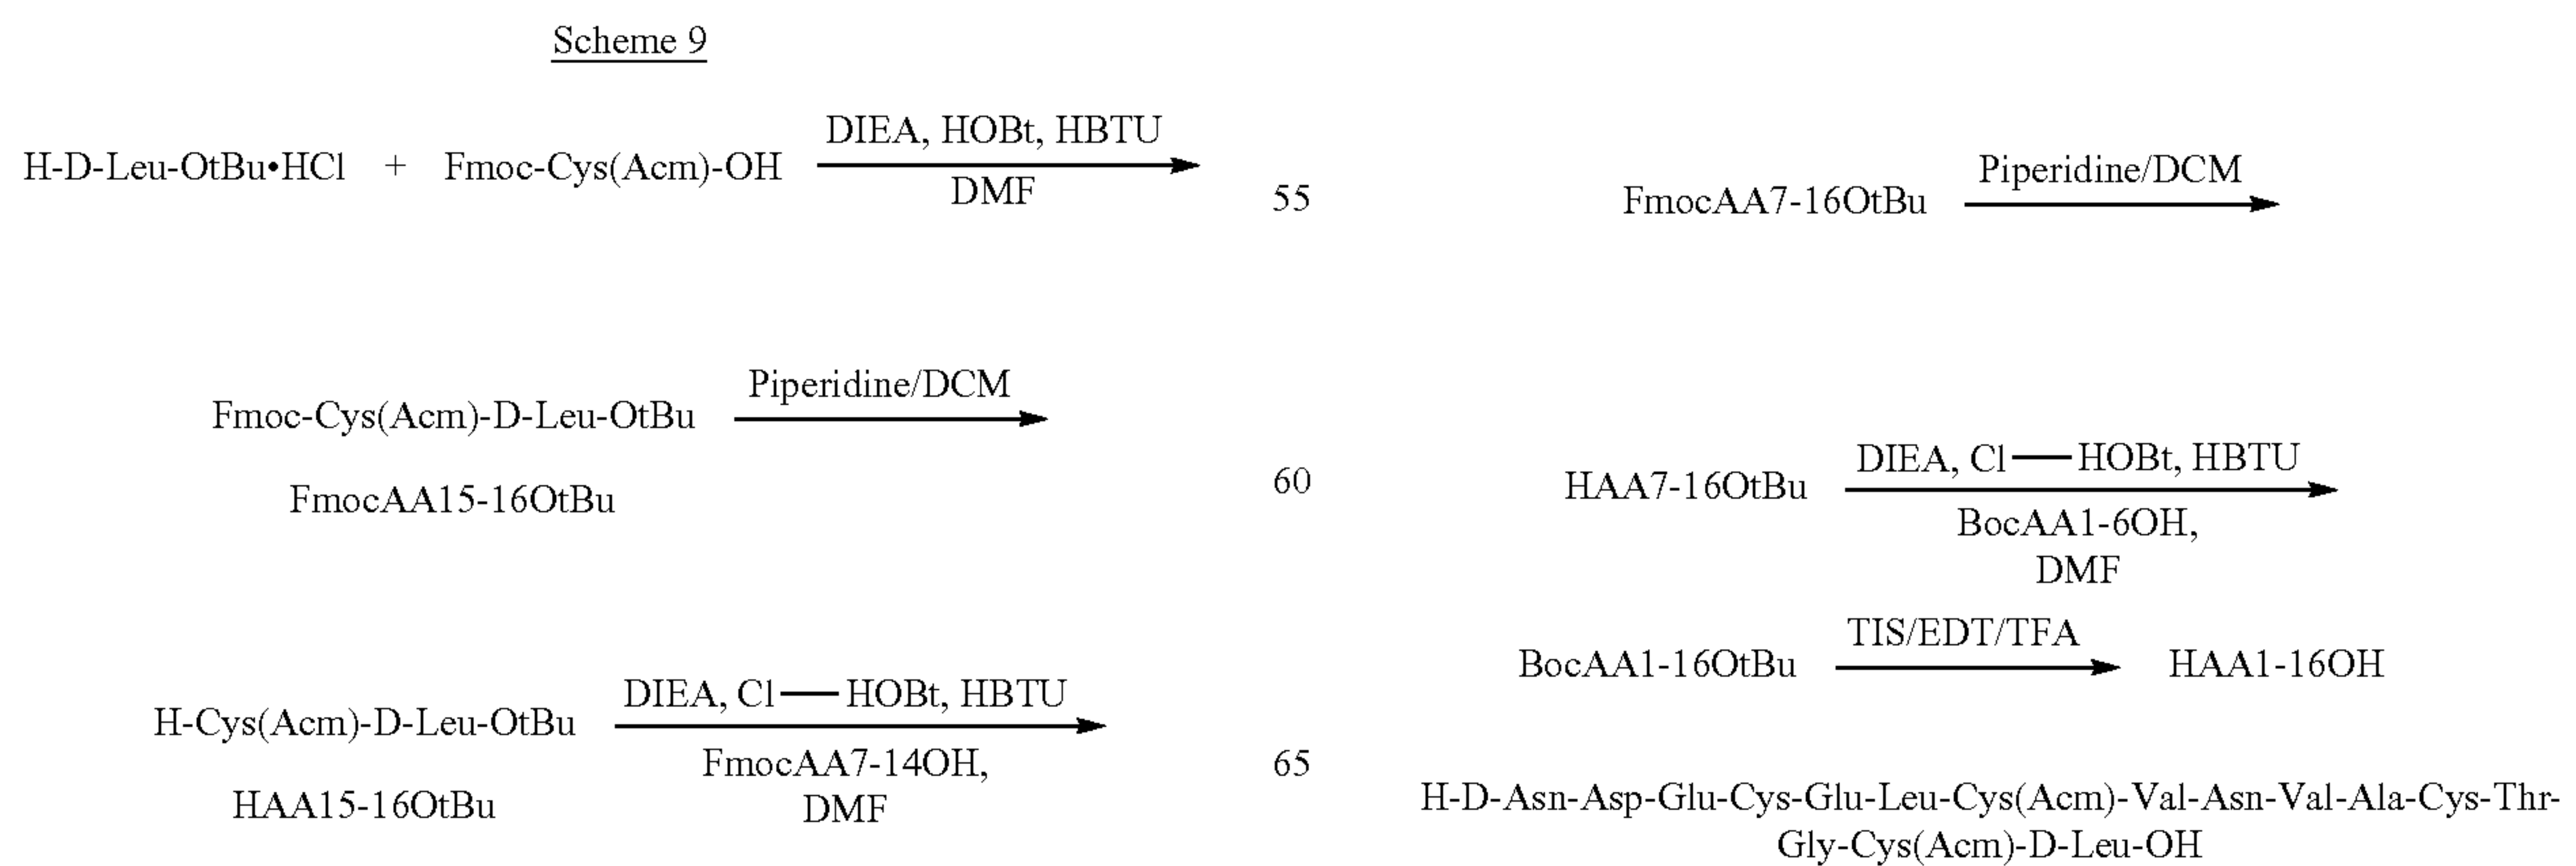 Scheme 9
H-D-Leu-OtBu•HCl + Fmoc-Cys(Acm)-OH
DIEA, HOBt, HBTU
DMF
Fmoc-Cys(Acm)-D-Leu-OtBu
FmocAA15-16OtBu
Piperidine/DCM
H-Cys(Acm)-D-Leu-OtBu
HAA15-16OtBu
DIEA, Cl—HOBt, HBTU
FmocAA7-14OH,
DMF
55
60
65
FmocAA7-16OtBu
Piperidine/DCM
HAA7-16OtBu
DIEA, Cl—HOBt, HBTU
BocAA1-6OH,
DMF
BocAA1-16OtBu
TIS/EDT/TFA
HAA1-16OH
H-D-Asn-Asp-Glu-Cys-Glu-Leu-Cys(Acm)-Val-Asn-Val-Ala-Cys-Thr-
Gly-Cys(Acm)-D-Leu-OH